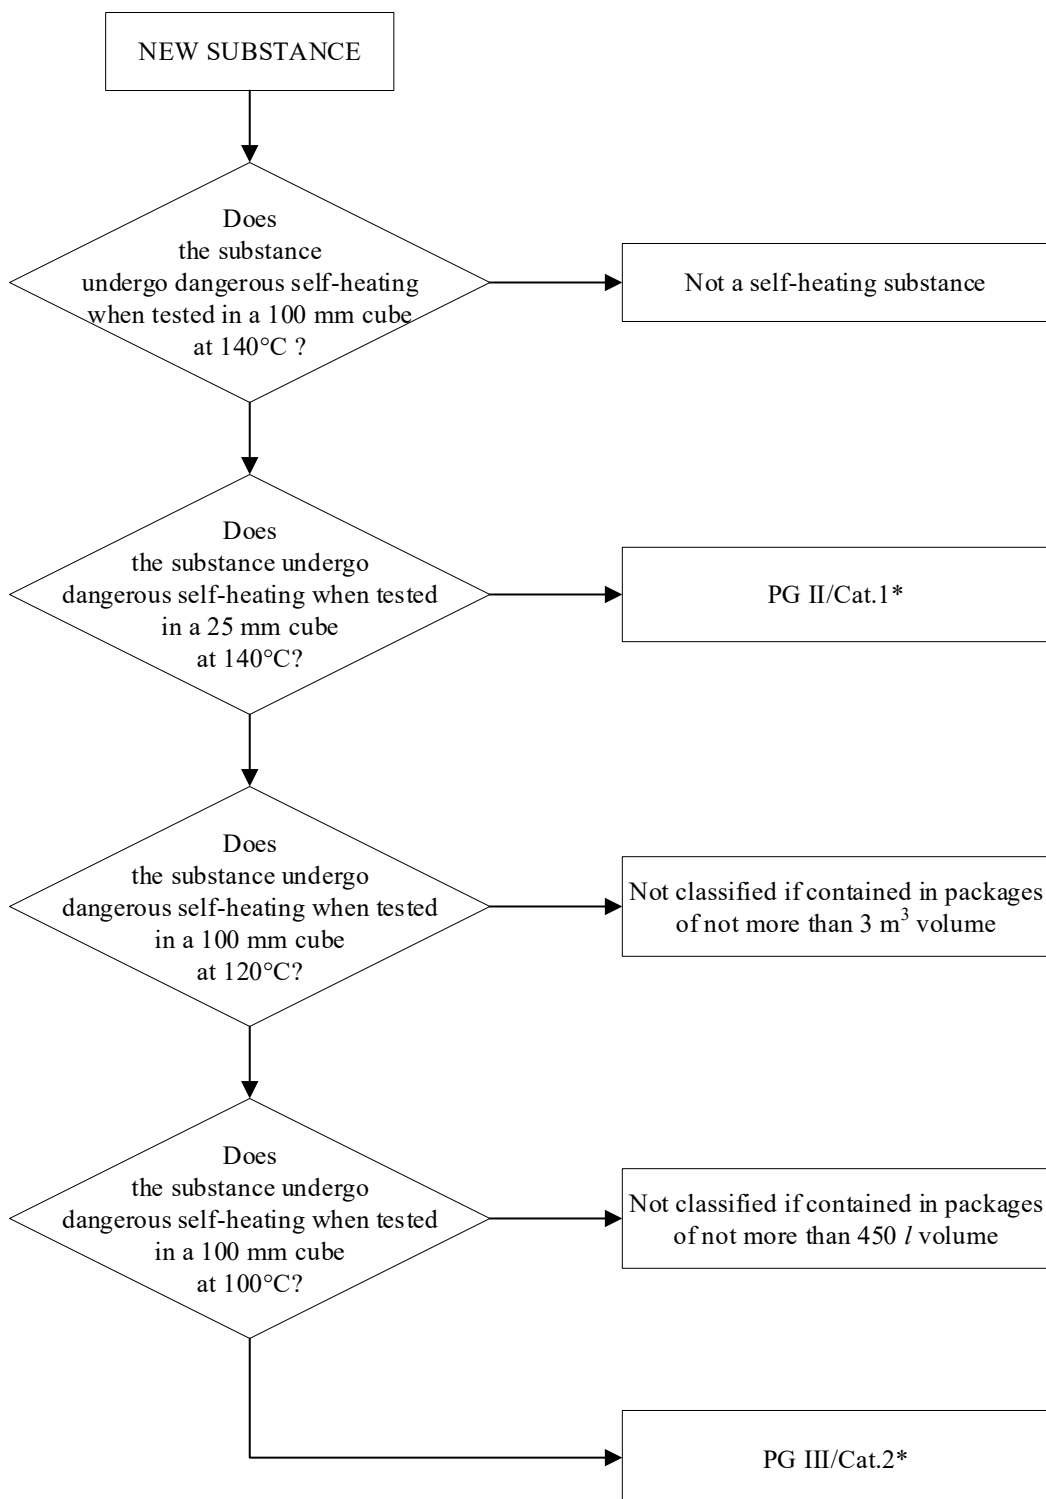 NEW SUBSTANCE
Does
the substance
undergo dangerous self-heating
when tested in a 100 mm cube
at 140°C ?
Not a self-heating substance
Does
the substance undergo
dangerous self-heating when tested
in a 25 mm cube
at 140°C?
PG II/Cat.1*
Does
the substance undergo
dangerous self-heating when tested
in a 100 mm cube
at 120°C?
Not classified if contained in packages
of not more than 3 m³ volume
Does
the substance undergo
dangerous self-heating when tested
in a 100 mm cube
at 100°C?
Not classified if contained in packages
of not more than 450 l volume
PG III/Cat.2*